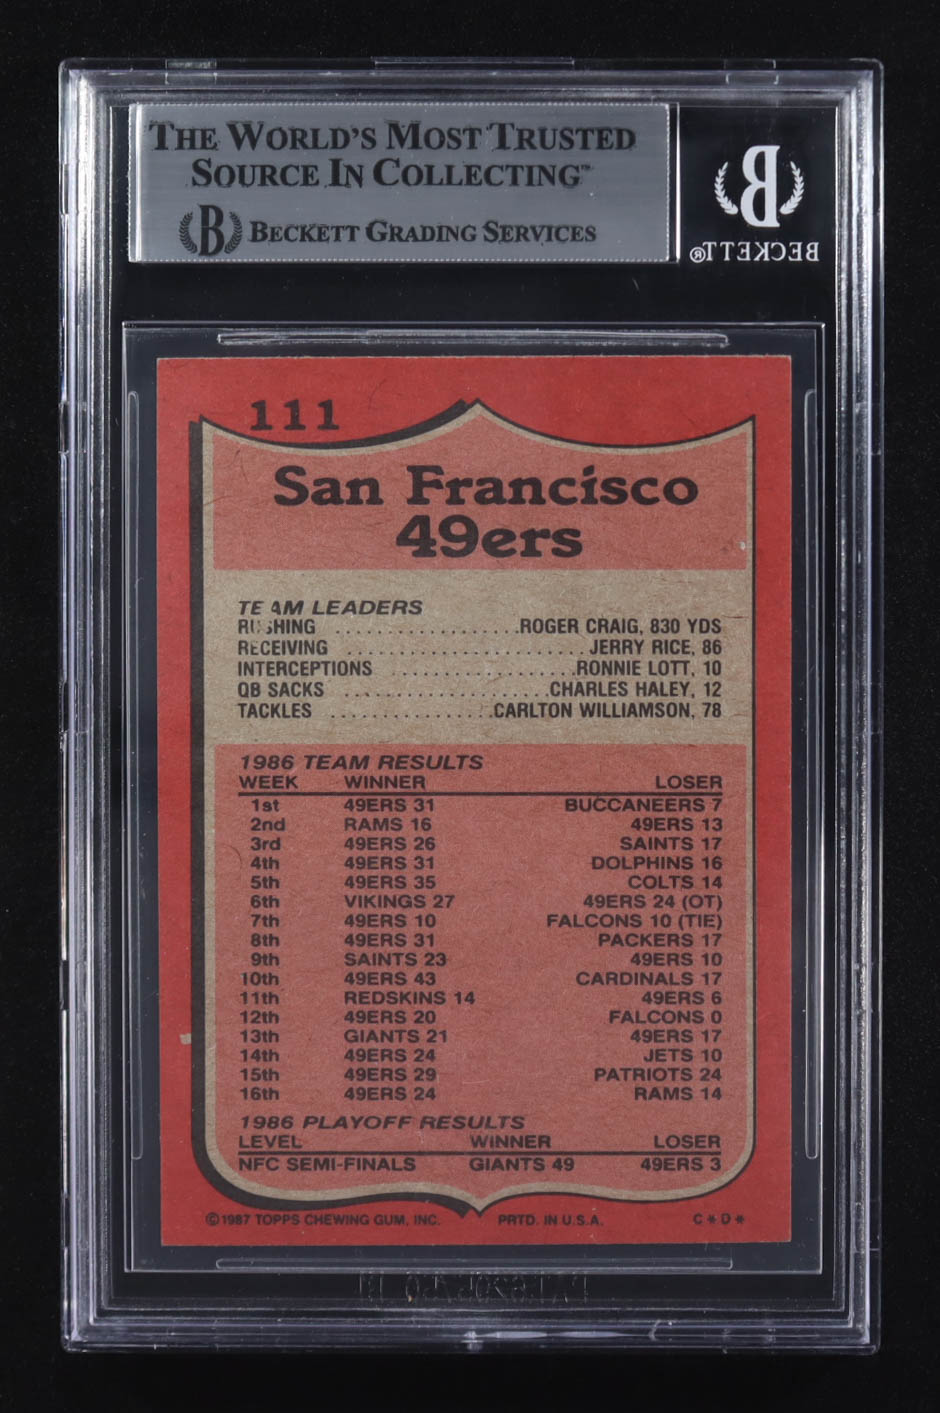 THE WORLD'S MOST TRUSTED
SOURCE IN COLLECTING™
B BECKETT GRADING SERVICES
B
BECKETT®
111
San Francisco
49ers
TEAM LEADERS
RUSHING ..................ROGER CRAIG, 830 YDS
RECEIVING .......................JERRY RICE, 86
INTERCEPTIONS ..................RONNIE LOTT, 10
QB SACKS ....................CHARLES HALEY, 12
TACKLES ................CARLTON WILLIAMSON, 78
1986 TEAM RESULTS
WEEK WINNER LOSER
1st 49ERS 31 BUCCANEERS 7
2nd RAMS 16 49ERS 13
3rd 49ERS 26 SAINTS 17
4th 49ERS 31 DOLPHINS 16
5th 49ERS 35 COLTS 14
6th VIKINGS 27 49ERS 24 (OT)
7th 49ERS 10 FALCONS 10 (TIE)
8th 49ERS 31 PACKERS 17
9th SAINTS 23 49ERS 10
10th 49ERS 43 CARDINALS 17
11th REDSKINS 14 49ERS 6
12th 49ERS 20 FALCONS 0
13th GIANTS 21 49ERS 17
14th 49ERS 24 JETS 10
15th 49ERS 29 PATRIOTS 24
16th 49ERS 24 RAMS 14
1986 PLAYOFF RESULTS
LEVEL WINNER LOSER
NFC SEMI-FINALS GIANTS 49 49ERS 3
©1987 TOPPS CHEWING GUM, INC. PRTD. IN U.S.A. C*D*